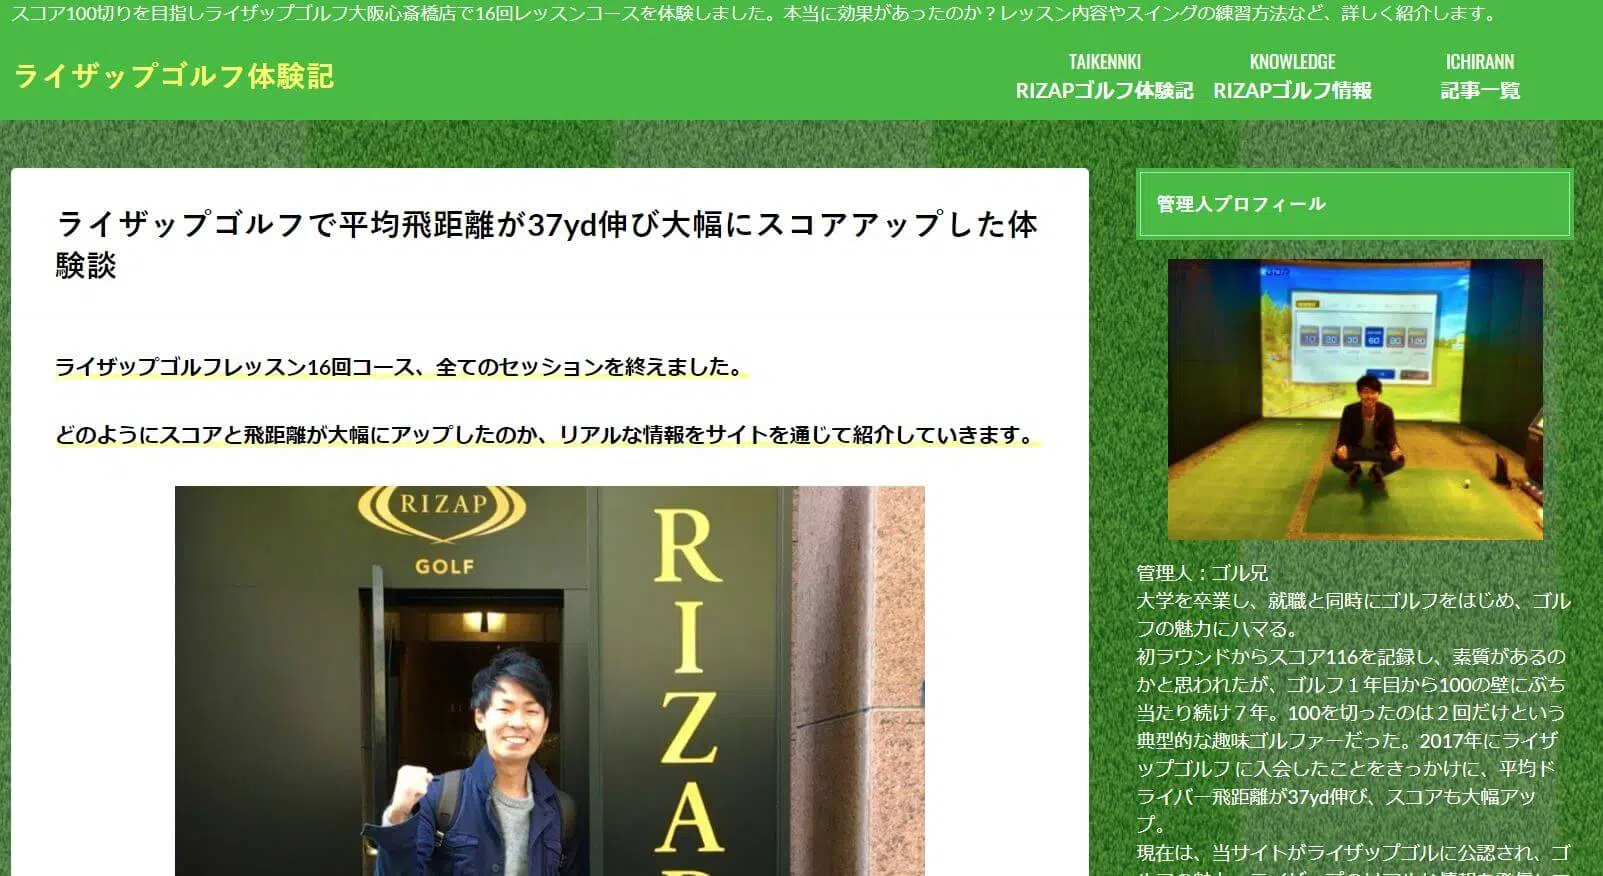 スコア100切りを目指しライザップゴルフ大阪心斎橋店で16回レッスンコースを体験しました。本当に効果があったのか？レッスン内容やスイングの練習方法など、詳しく紹介します。
ライザップゴルフ体験記
TAIKENNKI
RIZAPゴルフ体験記
KNOWLEDGE
RIZAPゴルフ情報
ICHIRANN
記事一覧
ライザップゴルフで平均飛距離が37yd伸び大幅にスコアアップした体
験談
ライザップゴルフレッスン16回コース、全てのセッションを終えました。
どのようにスコアと飛距離が大幅にアップしたのか、リアルな情報をサイトを通じて紹介していきます。
RIZAP
GOLF
RIZAP
管理人プロフィール
10 20 30 60 90 120
管理人：ゴル兄
大学を卒業し、就職と同時にゴルフをはじめ、ゴル
フの魅力にハマる。
初ラウンドからスコア116を記録し、素質があるの
かと思われたが、ゴルフ１年目から100の壁にぶち
当たり続け７年。100を切ったのは２回だけという
典型的な趣味ゴルファーだった。2017年にライザ
ップゴルフ に入会したことをきっかけに、平均ド
ライバー飛距離が37yd伸び、スコアも大幅アッ
プ。
現在は、当サイトがライザップゴルに公認され、ゴ